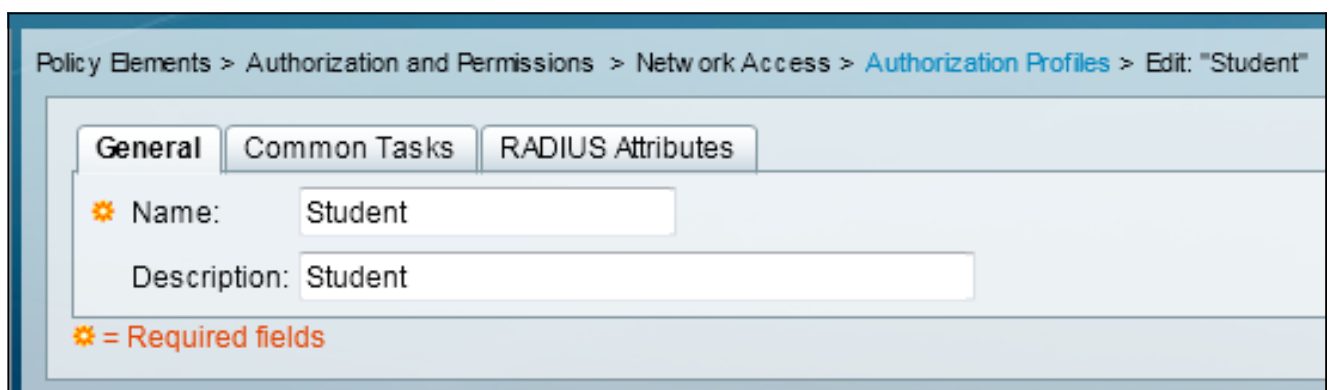 Policy Elements > Authorization and Permissions > Network Access > Authorization Profiles > Edit: "Student"
General Common Tasks RADIUS Attributes
Name: Student
Description: Student
= Required fields